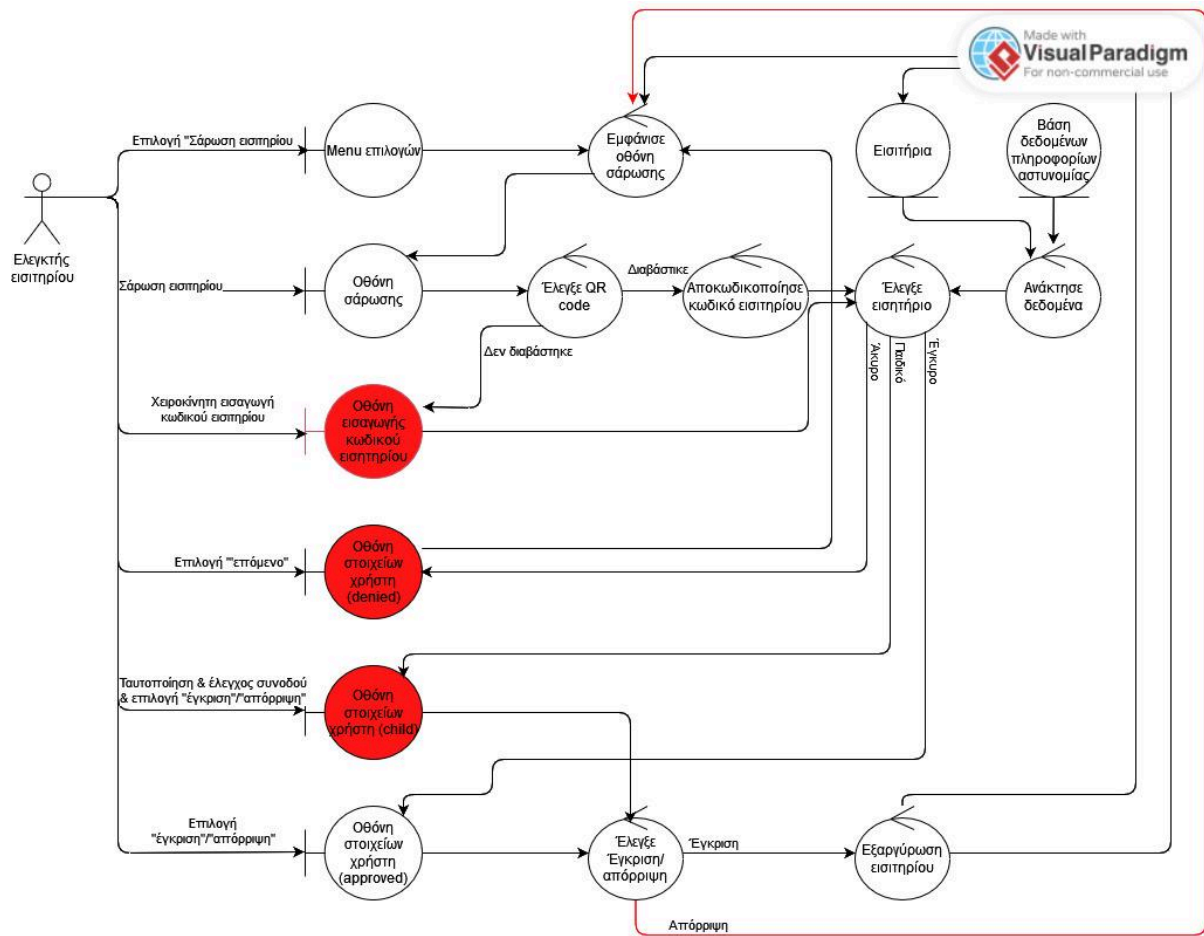 Made with
Visual Paradigm
For non-commercial use
Επιλογή "Σάρωση εισιτηρίου
Menu επιλογών
Εμφάνισε
οθόνη
σάρωσης
Εισιτήρια
Βάση
δεδομένων
πληροφορίων
αστυνομίας
Ελεγκτής
εισιτηρίου
Σάρωση εισιτηρίου
Οθόνη
σάρωσης
Έλεγξε QR
code
Διαβάστικε
Αποκωδικοποίησε
κωδικό εισιτηρίου
Έλεγξε
εισητήριο
Ανάκτησε
δεδομένα
Δεν διαβάστηκε
Άκυρο
Παιδικό
Έγκυρο
Χειροκίνητη εισαγωγή
κωδικού εισιτηρίου
Οθόνη
εισαγωγής
κωδικού
εισητηρίου
Επιλογή ""επόμενο"
Οθόνη
στοιχείων
χρήστη
(denied)
Ταυτοποίηση & έλεγχος συνοδού
& επιλογή "έγκριση"/"απόρριψη"
Οθόνη
στοιχείων
χρήστη (child)
Επιλογή
"έγκριση"/"απόρριψη"
Οθόνη
στοιχείων
χρήστη
(approved)
Έλεγξε
Έγκριση/
απόρριψη
Έγκριση
Εξαργύρωση
εισιτηρίου
Απόρριψη